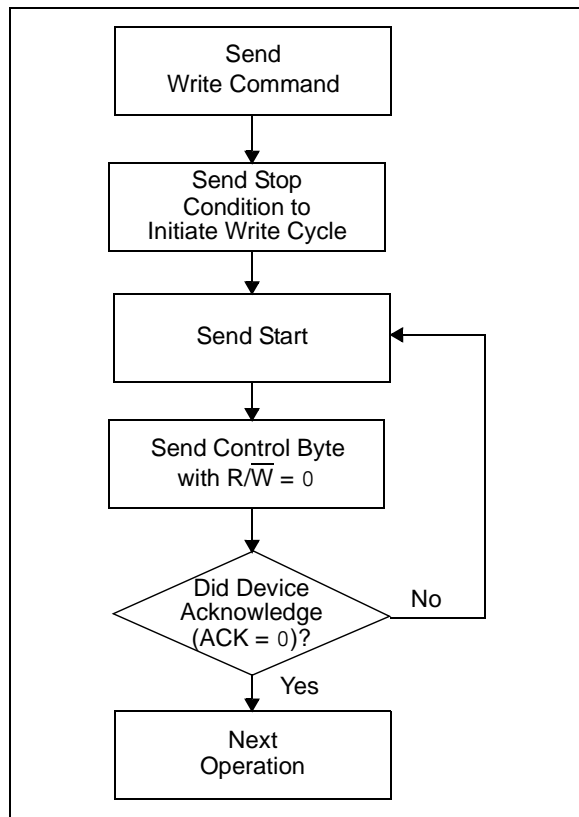 Send
Write Command
Send Stop
Condition to
Initiate Write Cycle
Send Start
Send Control Byte
with R/W̅ = 0
Did Device
Acknowledge
(ACK = 0)?
No
Yes
Next
Operation